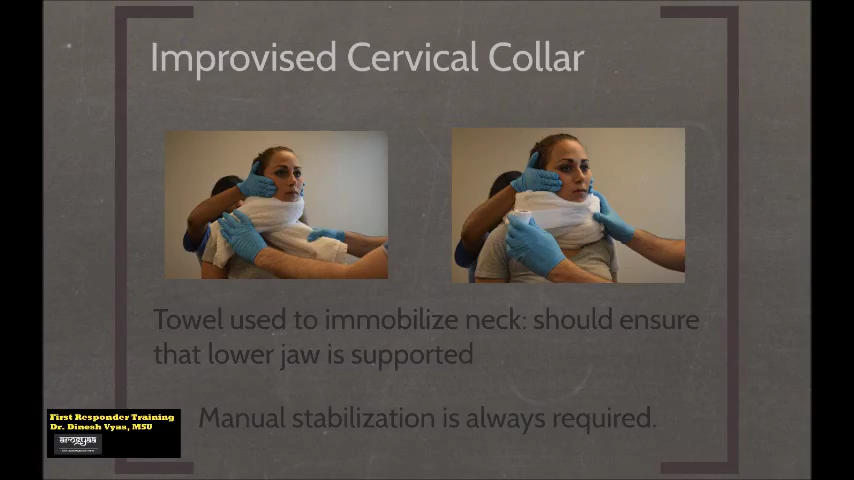 Improvised Cervical Collar
Towel used to immobilize neck: should ensure
that lower jaw is supported
Manual stabilization is always required.
First Responder Training
Dr. Dinesh Vyas, MSU
arogyaa